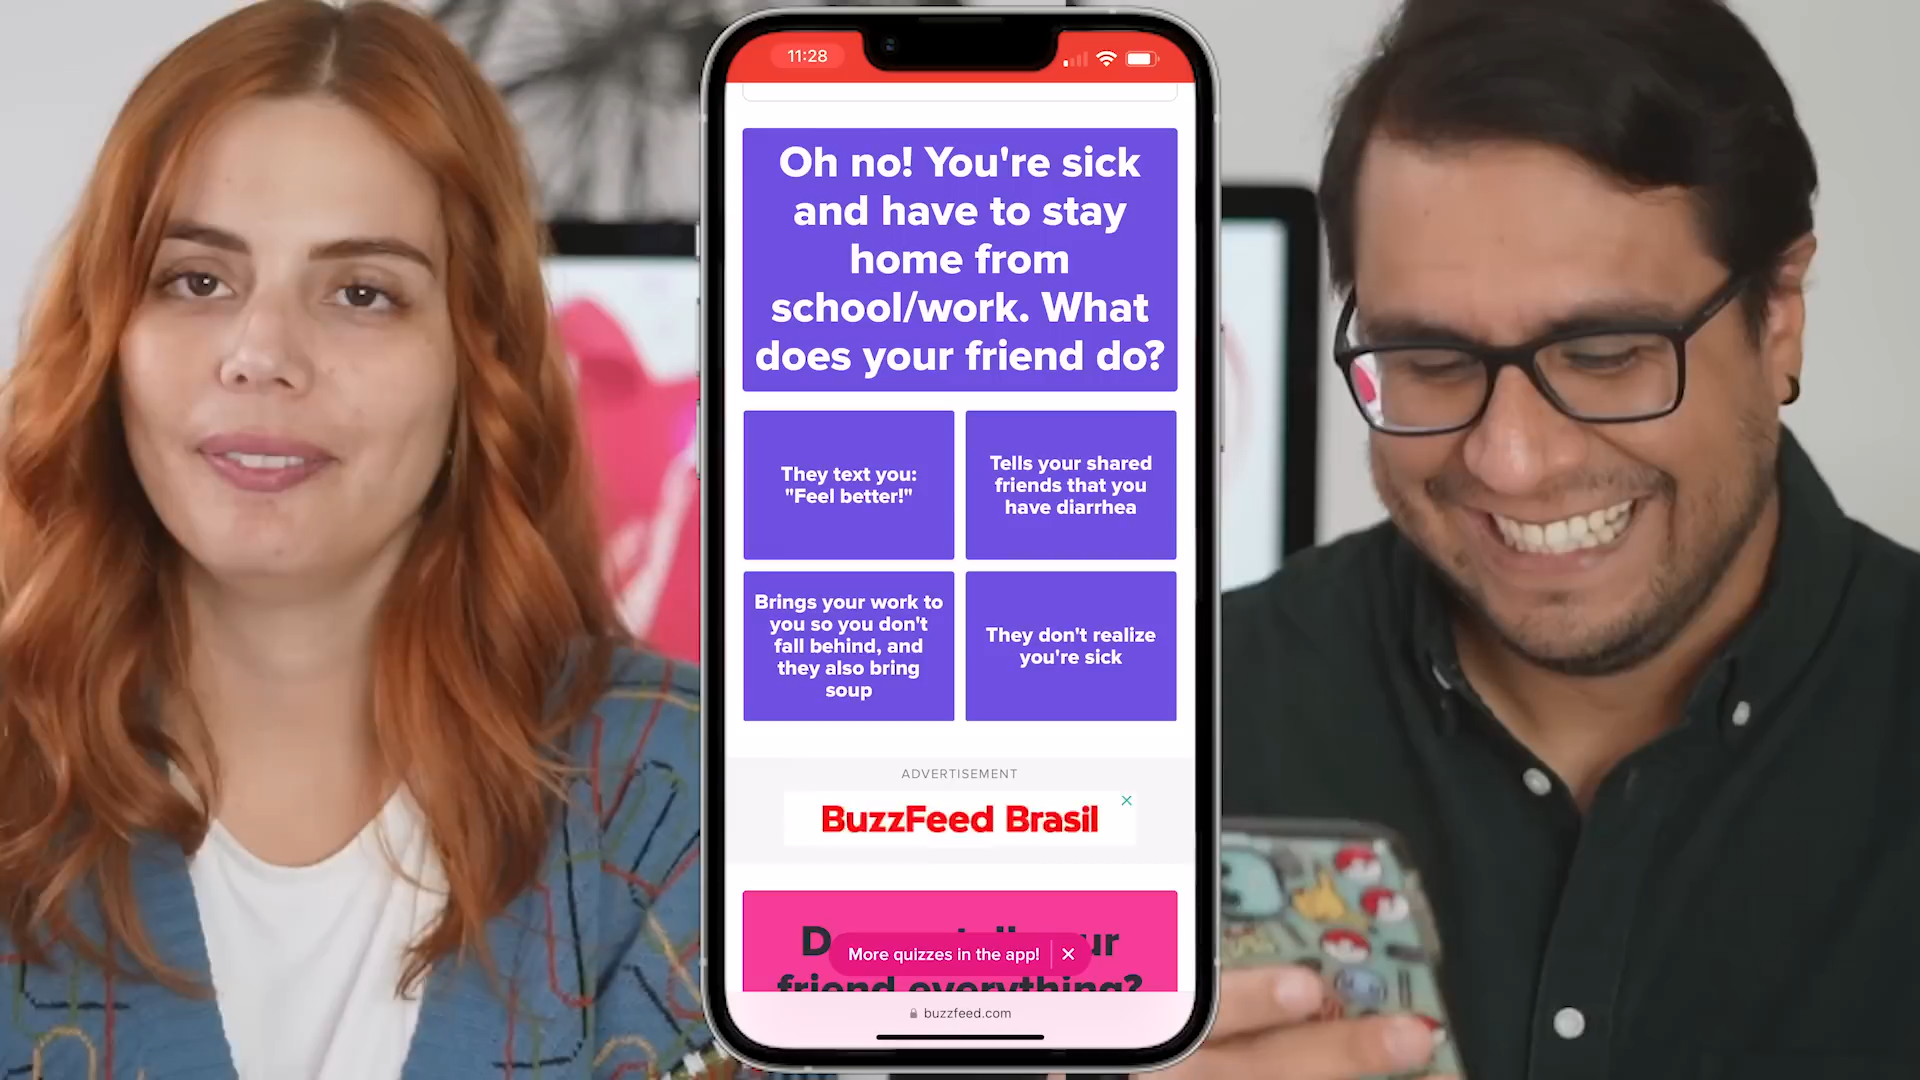 11:28
Oh no! You're sick
and have to stay
home from
school/work. What
does your friend do?
They text you:
"Feel better!"
Tells your shared
friends that you
have diarrhea
Brings your work to
you so you don't
fall behind, and
they also bring
soup
They don't realize
you're sick
ADVERTISEMENT
BuzzFeed Brasil
friend everything?
More quizzes in the app!
buzzfeed.com